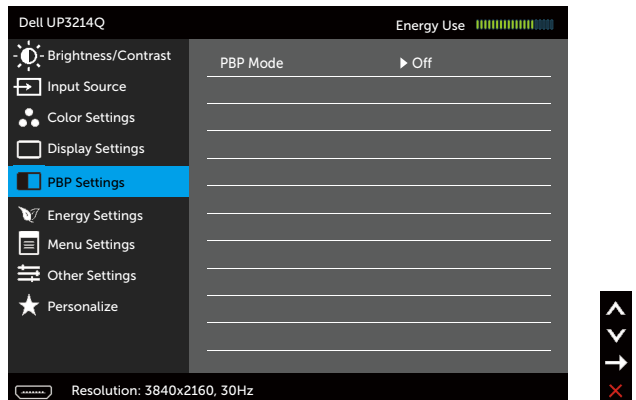 Dell UP3214Q
Energy Use
Brightness/Contrast
PBP Mode
Off
Input Source
Color Settings
Display Settings
PBP Settings
Energy Settings
Menu Settings
Other Settings
Personalize
Resolution: 3840x2160, 30Hz